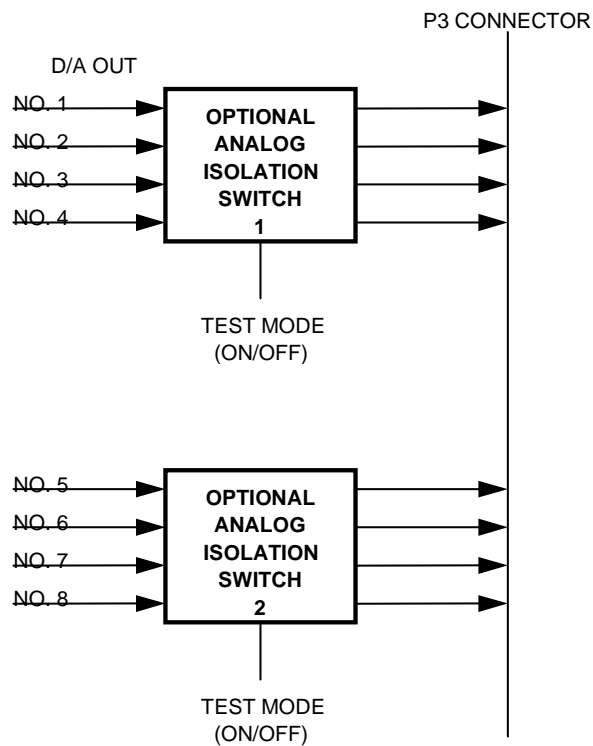 P3 CONNECTOR
D/A OUT
NO. 1
NO. 2
NO. 3
NO. 4
OPTIONAL
ANALOG
ISOLATION
SWITCH
1
TEST MODE
(ON/OFF)
NO. 5
NO. 6
NO. 7
NO. 8
OPTIONAL
ANALOG
ISOLATION
SWITCH
2
TEST MODE
(ON/OFF)